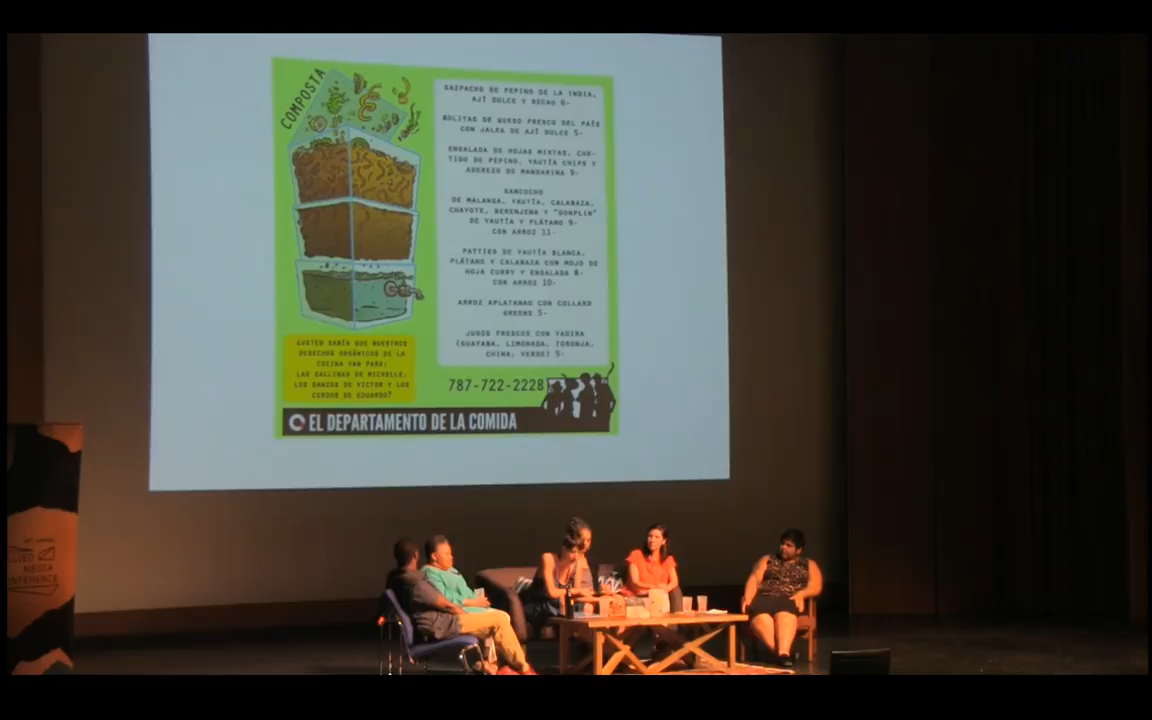 COMPOSTA
GAZPACHO DE PEPINO DE LA INDIA,
AJÍ DULCE Y RECAO 6-
BOLITAS DE QUESO FRESCO DEL PAÍS
CON JALEA DE AJÍ DULCE 5-
ENSALADA DE HOJAS MIXTAS, CUR-
TIDO DE PEPINO, YAUTÍA CHIPS Y
ADEREZO DE MANDARINA 9-
SANCOCHO
DE MALANGA, YAUTÍA, CALABAZA,
CHAYOTE, BERENJENA Y "DONPLIN"
DE YAUTÍA Y PLÁTANO 9-
CON ARROZ 11-
PATTIES DE YAUTÍA BLANCA,
PLÁTANO Y CALABAZA CON MOJO DE
HOJA CURRY Y ENSALADA 8-
CON ARROZ 10-
ARROZ APLATANAO CON COLLARD
GREENS 5-
JUGOS FRESCOS CON YADIRA
(GUAYABA, LIMONADA, TORONJA,
CHINA, VERDE) 5-
¿USTED SABÍA QUE NUESTROS
DESECHOS ORGÁNICOS DE LA
COCINA VAN PARA:
LAS GALLINAS DE MICHELLE,
LOS GANZOS DE VICTOR Y LOS
CERDOS DE EDUARDO?
787-722-2228
EL DEPARTAMENTO DE LA COMIDA
MEDIA
CONFERENCE